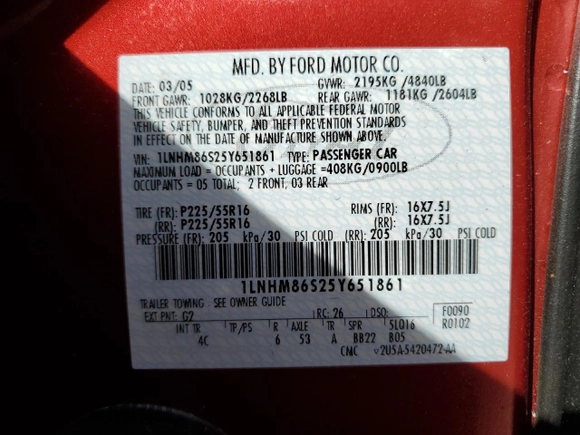 MFD. BY FORD MOTOR CO.
DATE: 03/05 GVWR: 2195KG / 4840LB
FRONT GAWR: 1028KG/2268LB REAR GAWR: 1181KG /2604LB
THIS VEHICLE CONFORMS TO ALL APPLICABLE FEDERAL MOTOR
VEHICLE SAFETY, BUMPER, AND THEFT PREVENTION STANDARDS
IN EFFECT ON THE DATE OF MANUFACTURE SHOWN ABOVE.
VIN: 1LNHM86S25Y651861 TYPE: PASSENGER CAR
MAXIMUM LOAD = OCCUPANTS + LUGGAGE =408KG/0900LB
OCCUPANTS = 05 TOTAL; 2 FRONT, 03 REAR
TIRE (FR): P225/55R16 RIMS (FR): 16X7.5J
(RR): P225/55R16 (RR): 16X7.5J
PRESSURE (FR): 205 kPa/30 PSI COLD (RR): 205 kPa/30 PSI COLD
1LNHM86S25Y651861
TRAILER TOWING - SEE OWNER GUIDE
EXT PNT: G2 RC: 26 DSO: F0090
INT TR TP/PS R AXLE TR SPR 5LQ16 R0102
4C 6 53 A BB22 B05
CMC v2U5A-5420472-AA